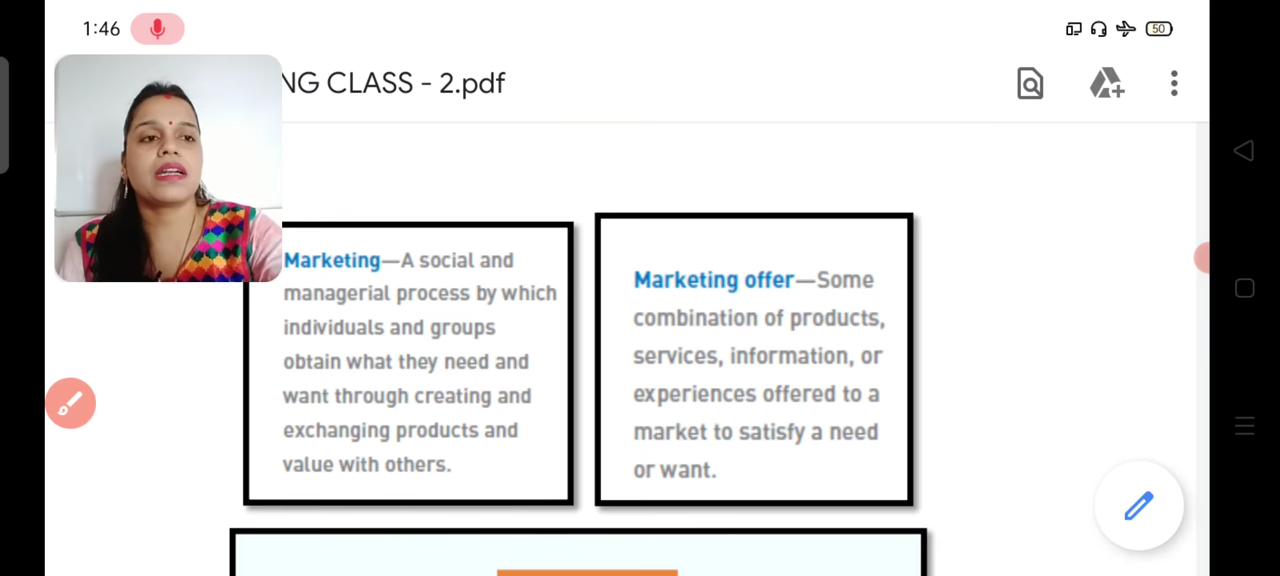 1:46
50
NG CLASS - 2.pdf
Marketing—A social and
managerial process by which
individuals and groups
obtain what they need and
want through creating and
exchanging products and
value with others.
Marketing offer—Some
combination of products,
services, information, or
experiences offered to a
market to satisfy a need
or want.